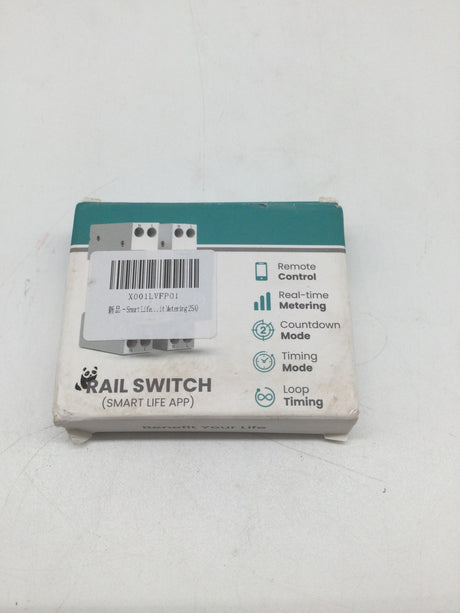 X001LVFP01
新品 - Smart Life...it Metering 25A)
RAIL SWITCH
(SMART LIFE APP)
Remote
Control
Real-time
Metering
2
Countdown
Mode
Timing
Mode
Loop
Timing
Benefit Your Life